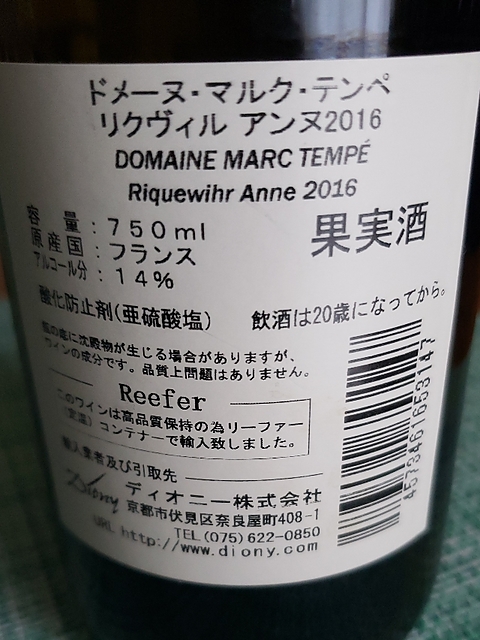 ドメーヌ・マルク・テンペ
リクヴィル アンヌ2016
DOMAINE MARC TEMPÉ
Riquewihr Anne 2016
容　量：750ml
原産国：フランス
アルコール分：14%
果実酒
酸化防止剤(亜硫酸塩)　飲酒は20歳になってから。
瓶の底に沈殿物が生じる場合がありますが、
ワインの成分です。品質上問題はありません。
Reefer
このワインは高品質保持の為リーファー
(定温)コンテナーで輸入致しました。
輸入業者及び引取先
Diony ディオニー株式会社
京都市伏見区奈良屋町408-1
TEL(075)622-0850
URL http://www.diony.com
4573461653147